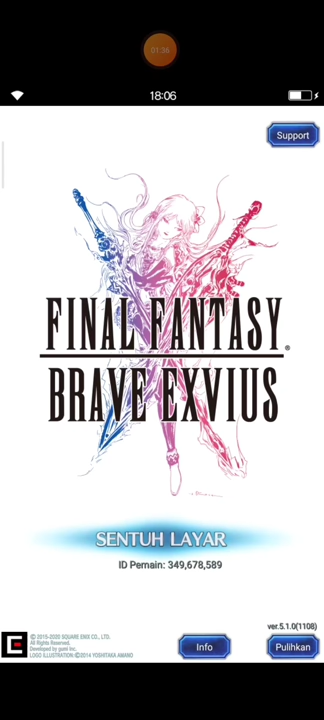 01:36
18:06
Support
FINAL FANTASY®
BRAVE EXVIUS
SENTUH LAYAR
ID Pemain: 349,678,589
ver.5.1.0(1108)
© 2015-2020 SQUARE ENIX CO., LTD.
All Rights Reserved.
Developed by gumi Inc.
LOGO ILLUSTRATION:©2014 YOSHITAKA AMANO
Info
Pulihkan